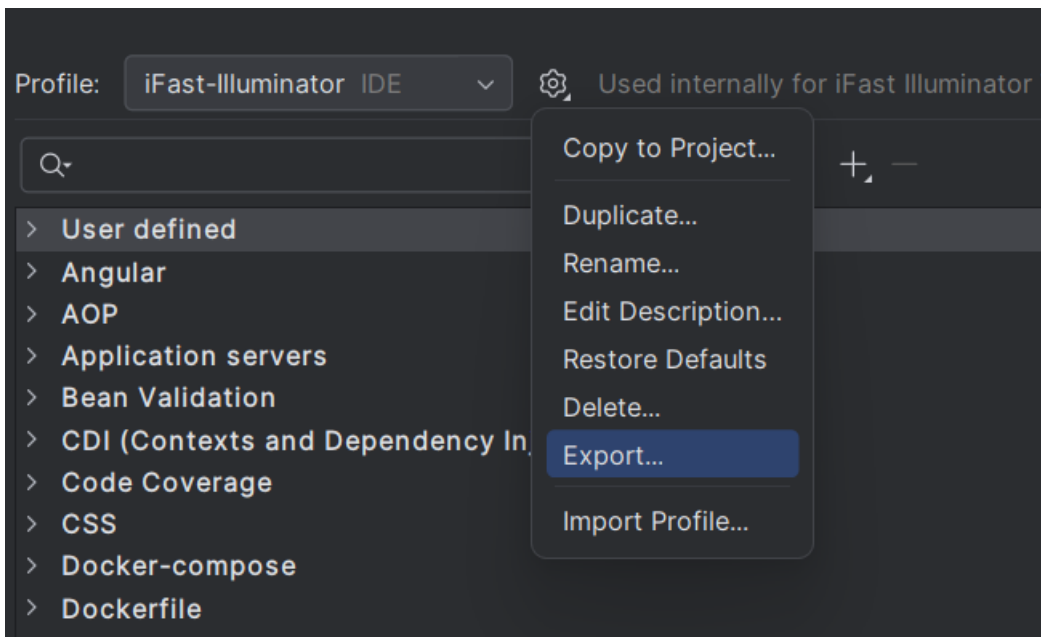 Profile: iFast-Illuminator IDE Used internally for iFast Illuminator
Copy to Project...
Duplicate...
Rename...
Edit Description...
Restore Defaults
Delete...
Export...
Import Profile...
User defined
Angular
AOP
Application servers
Bean Validation
CDI (Contexts and Dependency In
Code Coverage
CSS
Docker-compose
Dockerfile